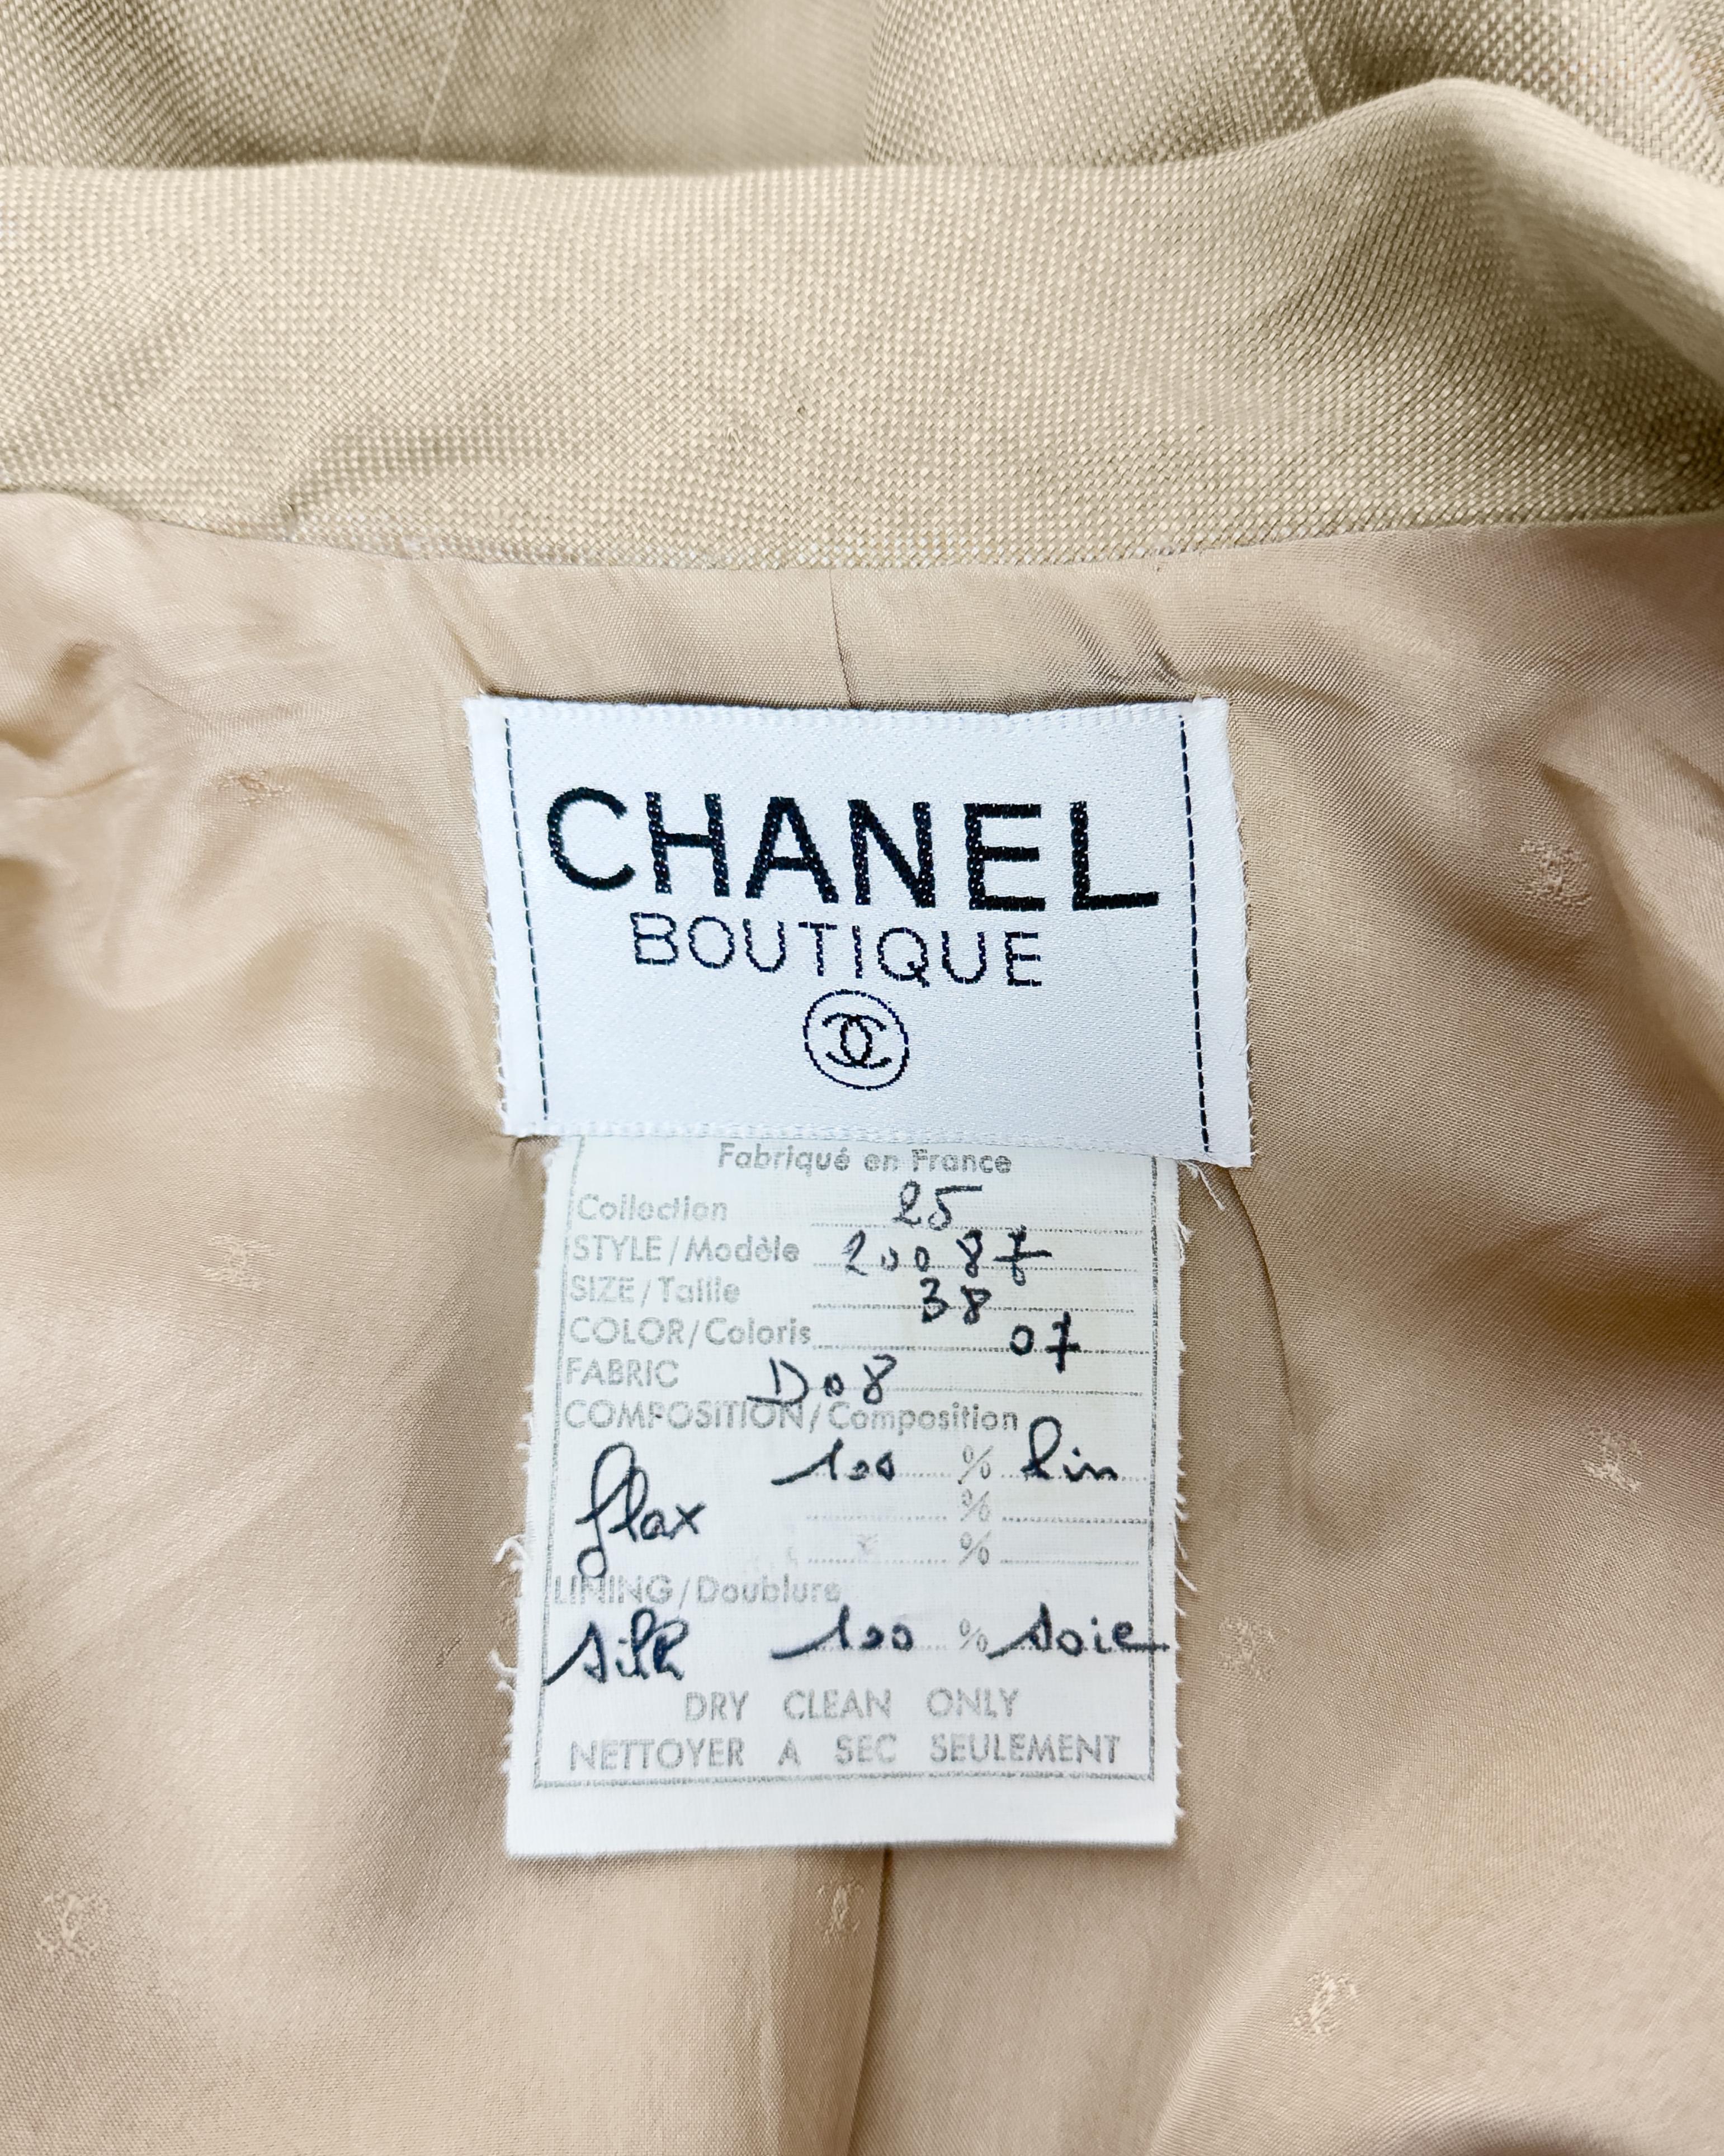 CHANEL
BOUTIQUE
Fabriqué en France
Collection 25
STYLE/Modèle 20087
SIZE/Taille 38
COLOR/Coloris 07
FABRIC D08
COMPOSITION/Composition
flax 100 % lin
%
%
LINING/Doublure
silk 100 % soie
DRY CLEAN ONLY
NETTOYER A SEC SEULEMENT